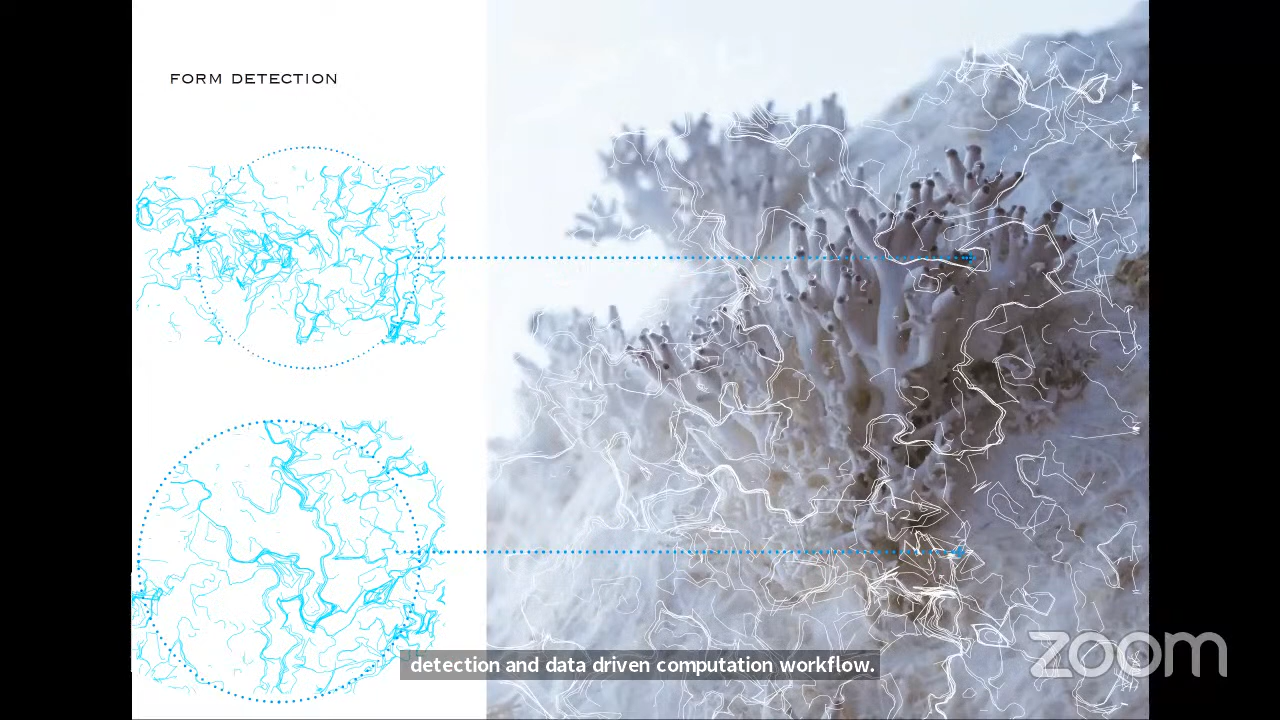 FORM DETECTION
detection and data driven computation workflow.
zoom